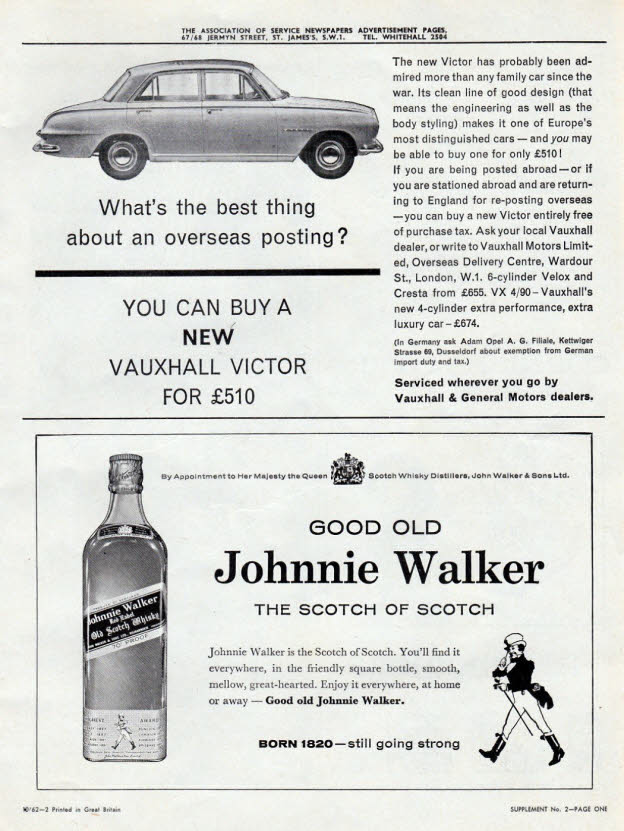 THE ASSOCIATION OF SERVICE NEWSPAPERS ADVERTISEMENT PAGES.
67/68 JERMYN STREET, ST. JAMES'S, S.W.1. TEL. WHITEHALL 2504
What's the best thing
about an overseas posting?
YOU CAN BUY A
NEW
VAUXHALL VICTOR
FOR £510
The new Victor has probably been ad-
mired more than any family car since the
war. Its clean line of good design (that
means the engineering as well as the
body styling) makes it one of Europe's
most distinguished cars — and you may
be able to buy one for only £510!
If you are being posted abroad — or if
you are stationed abroad and are return-
ing to England for re-posting overseas
— you can buy a new Victor entirely free
of purchase tax. Ask your local Vauxhall
dealer, or write to Vauxhall Motors Limit-
ed, Overseas Delivery Centre, Wardour
St., London, W.1. 6-cylinder Velox and
Cresta from £655. VX 4/90 – Vauxhall's
new 4-cylinder extra performance, extra
luxury car – £674.
(In Germany ask Adam Opel A. G. Filiale, Kettwiger
Strasse 69, Dusseldorf about exemption from German
import duty and tax.)
Serviced wherever you go by
Vauxhall & General Motors dealers.
By Appointment to Her Majesty the Queen Scotch Whisky Distillers, John Walker & Sons Ltd.
GOOD OLD
Johnnie Walker
THE SCOTCH OF SCOTCH
Johnnie Walker is the Scotch of Scotch. You'll find it
everywhere, in the friendly square bottle, smooth,
mellow, great-hearted. Enjoy it everywhere, at home
or away — Good old Johnnie Walker.
BORN 1820 — still going strong
Johnnie Walker
Red Label
Old Scotch Whisky
70° PROOF
10/62—2 Printed in Great Britain
SUPPLEMENT No. 2—PAGE ONE